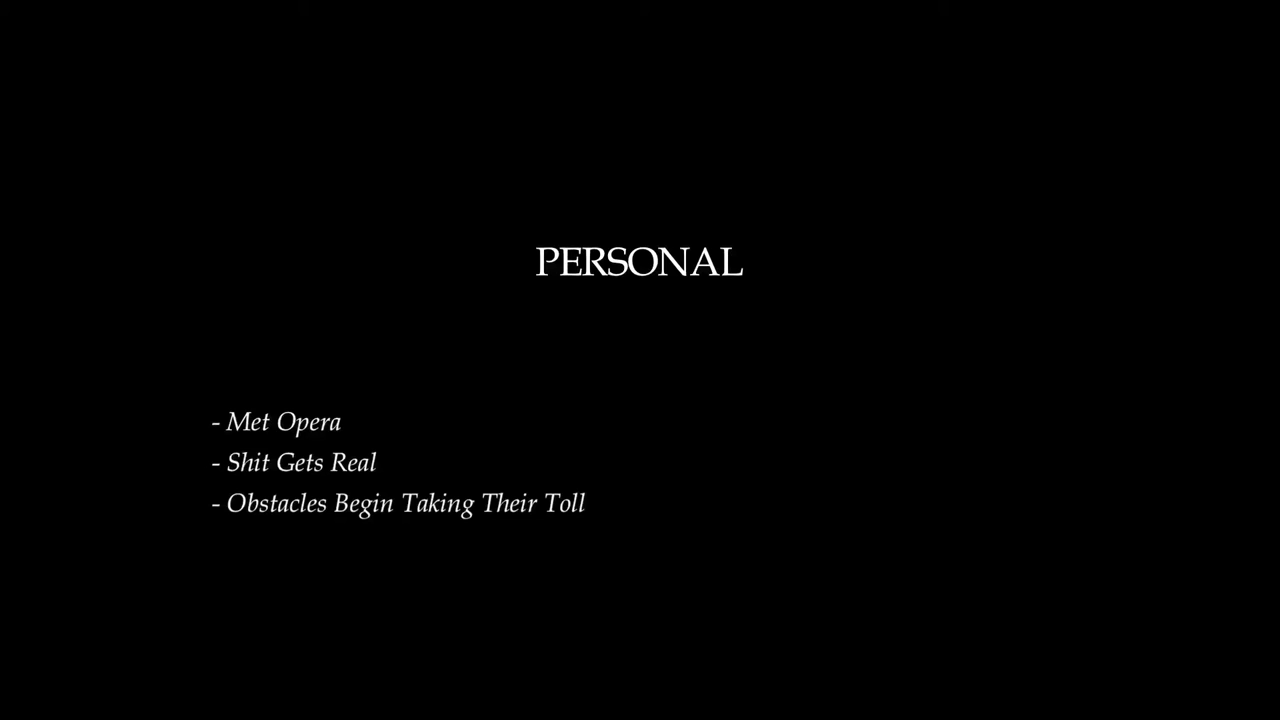 PERSONAL
- Met Opera
- Shit Gets Real
- Obstacles Begin Taking Their Toll